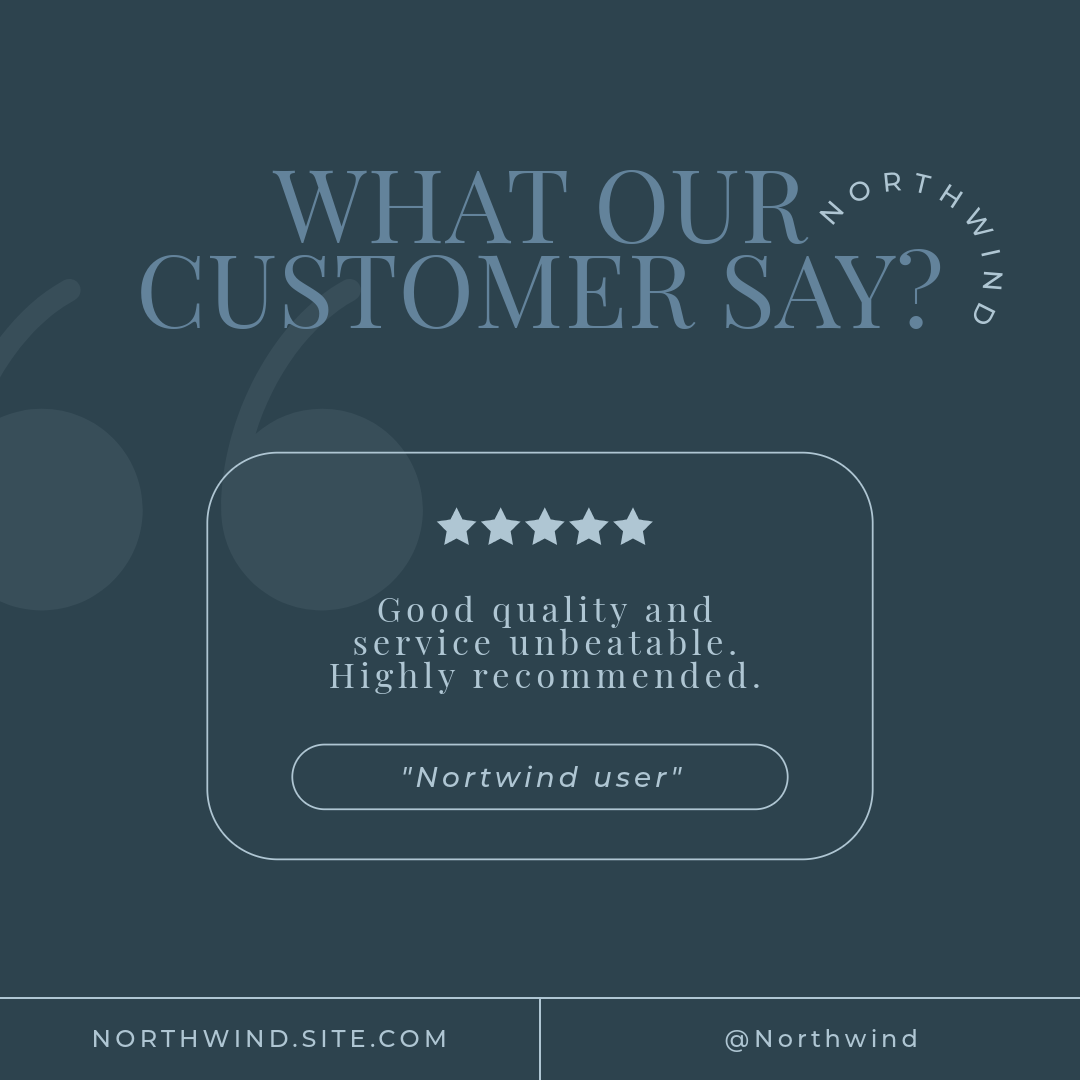 WHAT OUR
CUSTOMER SAY?
NORTHWIND
Good quality and
service unbeatable.
Highly recommended.
"Nortwind user"
NORTHWIND.SITE.COM
@Northwind